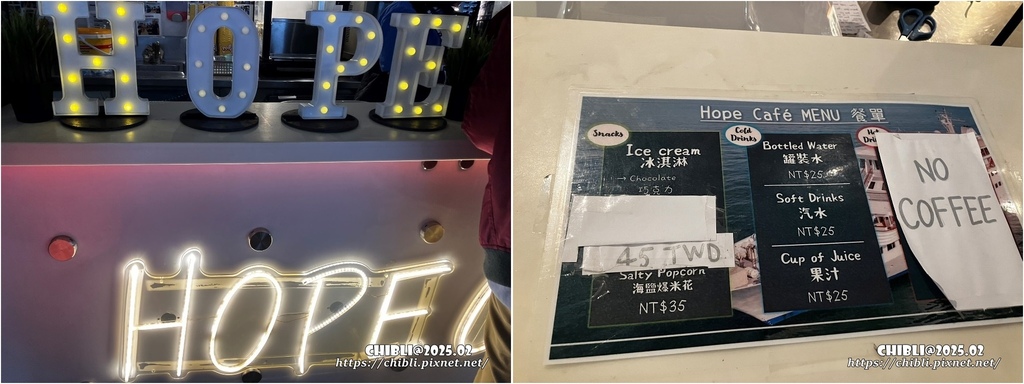 HOPE
HOPE
CHIBLI@2025.02
https://chibli.pixnet.net/
Hope Café MENU 餐單
Snacks
Ice cream
冰淇淋
→ Chocolate
巧克力
45 TWD
Salty Popcorn
海鹽爆米花
NT$35
Cold
Drinks
Bottled Water
罐裝水
NT$25
Soft Drinks
汽水
NT$25
Cup of Juice
果汁
NT$25
NO
COFFEE
CHIBLI@2025.02
https://chibli.pixnet.net/